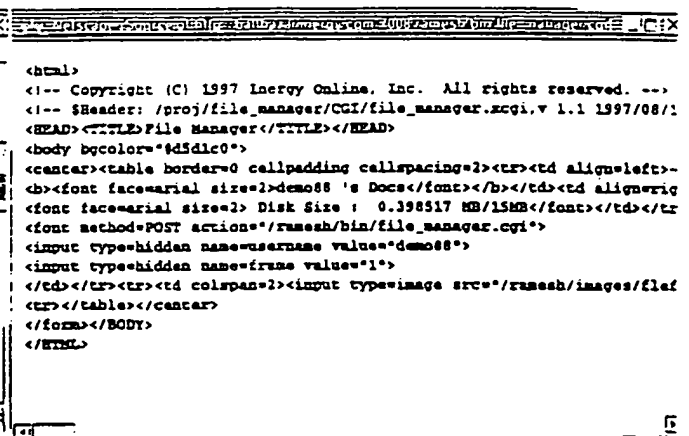 <html>
<!-- Copyright (C) 1997 Inergy Online, Inc. All rights reserved. -->
<!-- $Header: /proj/file_manager/CGI/file_manager.xcgi,v 1.1 1997/08/1
<HEAD><TITLE>File Manager</TITLE></HEAD>
<body bgcolor="#d5d1c0">
<center><table border=0 cellpadding cellspacing=2><tr><td align=left>-
<b><font face=arial size=2>demo88 's Docs</font></b></td><td align=rig
<font face=arial size=2> Disk Size : 0.398517 MB/15MB</font></td></tr
<font method=POST action="/ramesh/bin/file_manager.cgi">
<input type=hidden name=username value="demo88">
<input type=hidden name=frame value="1">
</td></tr><tr><td colspan=2><input type=image src="/ramesh/images/flef
<tr></table></center>
</form></BODY>
</HTML>